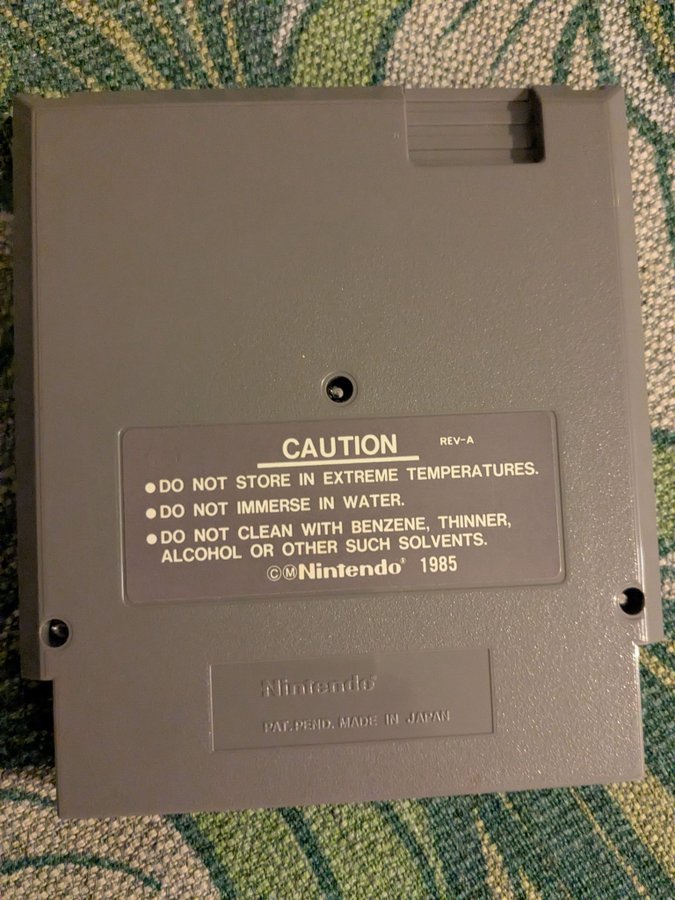 CAUTION REV-A
●DO NOT STORE IN EXTREME TEMPERATURES.
●DO NOT IMMERSE IN WATER.
●DO NOT CLEAN WITH BENZENE, THINNER,
ALCOHOL OR OTHER SUCH SOLVENTS.
©ⓂNintendo® 1985
Nintendo®
PAT. PEND. MADE IN JAPAN